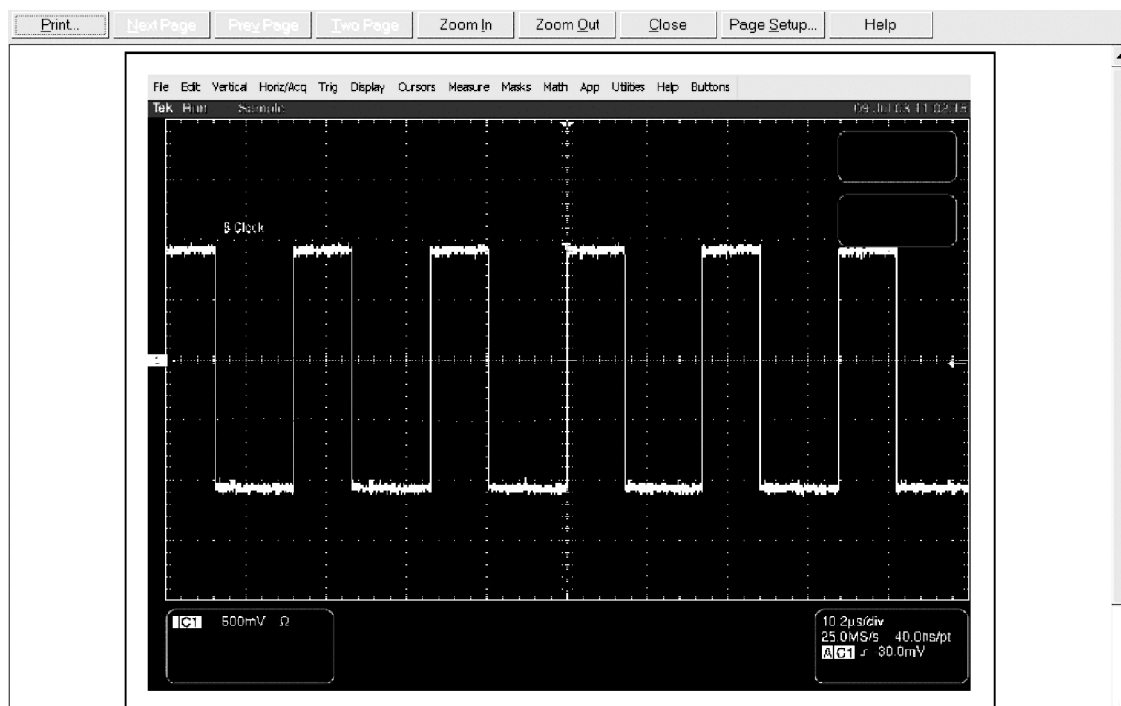 Print... Next Page Prev Page Two Page Zoom In Zoom Out Close Page Setup... Help
File Edit Vertical Horiz/Acq Trig Display Cursors Measure Masks Math App Utilities Help Buttons
Tek Sample
Clock
1
C1 500mV Ω
10.2µs/div
25.0MS/s 40.0ns/pt
A C1 30.0mV